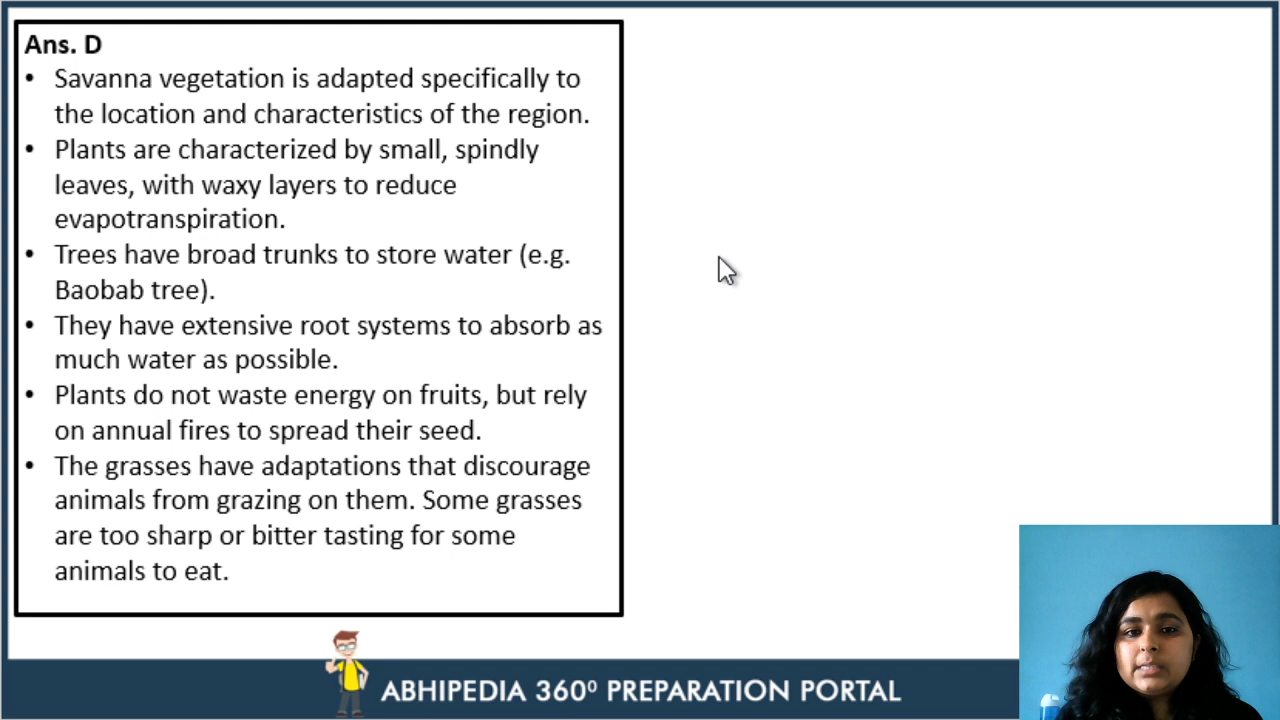 Ans. D
• Savanna vegetation is adapted specifically to
the location and characteristics of the region.
• Plants are characterized by small, spindly
leaves, with waxy layers to reduce
evapotranspiration.
• Trees have broad trunks to store water (e.g.
Baobab tree).
• They have extensive root systems to absorb as
much water as possible.
• Plants do not waste energy on fruits, but rely
on annual fires to spread their seed.
• The grasses have adaptations that discourage
animals from grazing on them. Some grasses
are too sharp or bitter tasting for some
animals to eat.
ABHIPEDIA 360⁰ PREPARATION PORTAL